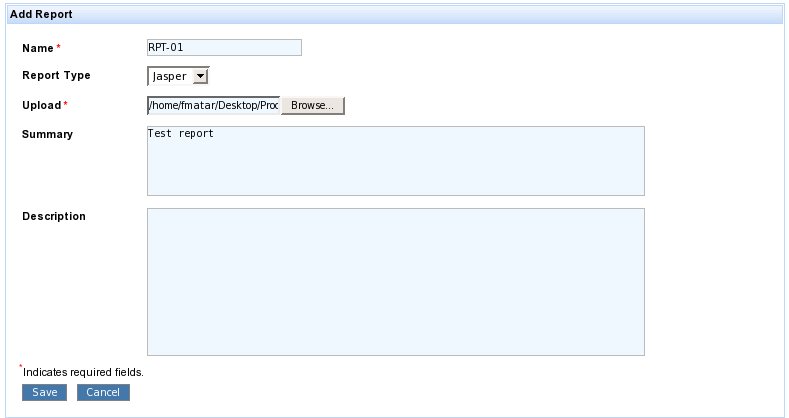 Add Report
Name *
RPT-01
Report Type
Jasper
Upload *
/home/fmatar/Desktop/Proc
Browse...
Summary
Test report
Description
*Indicates required fields.
Save
Cancel